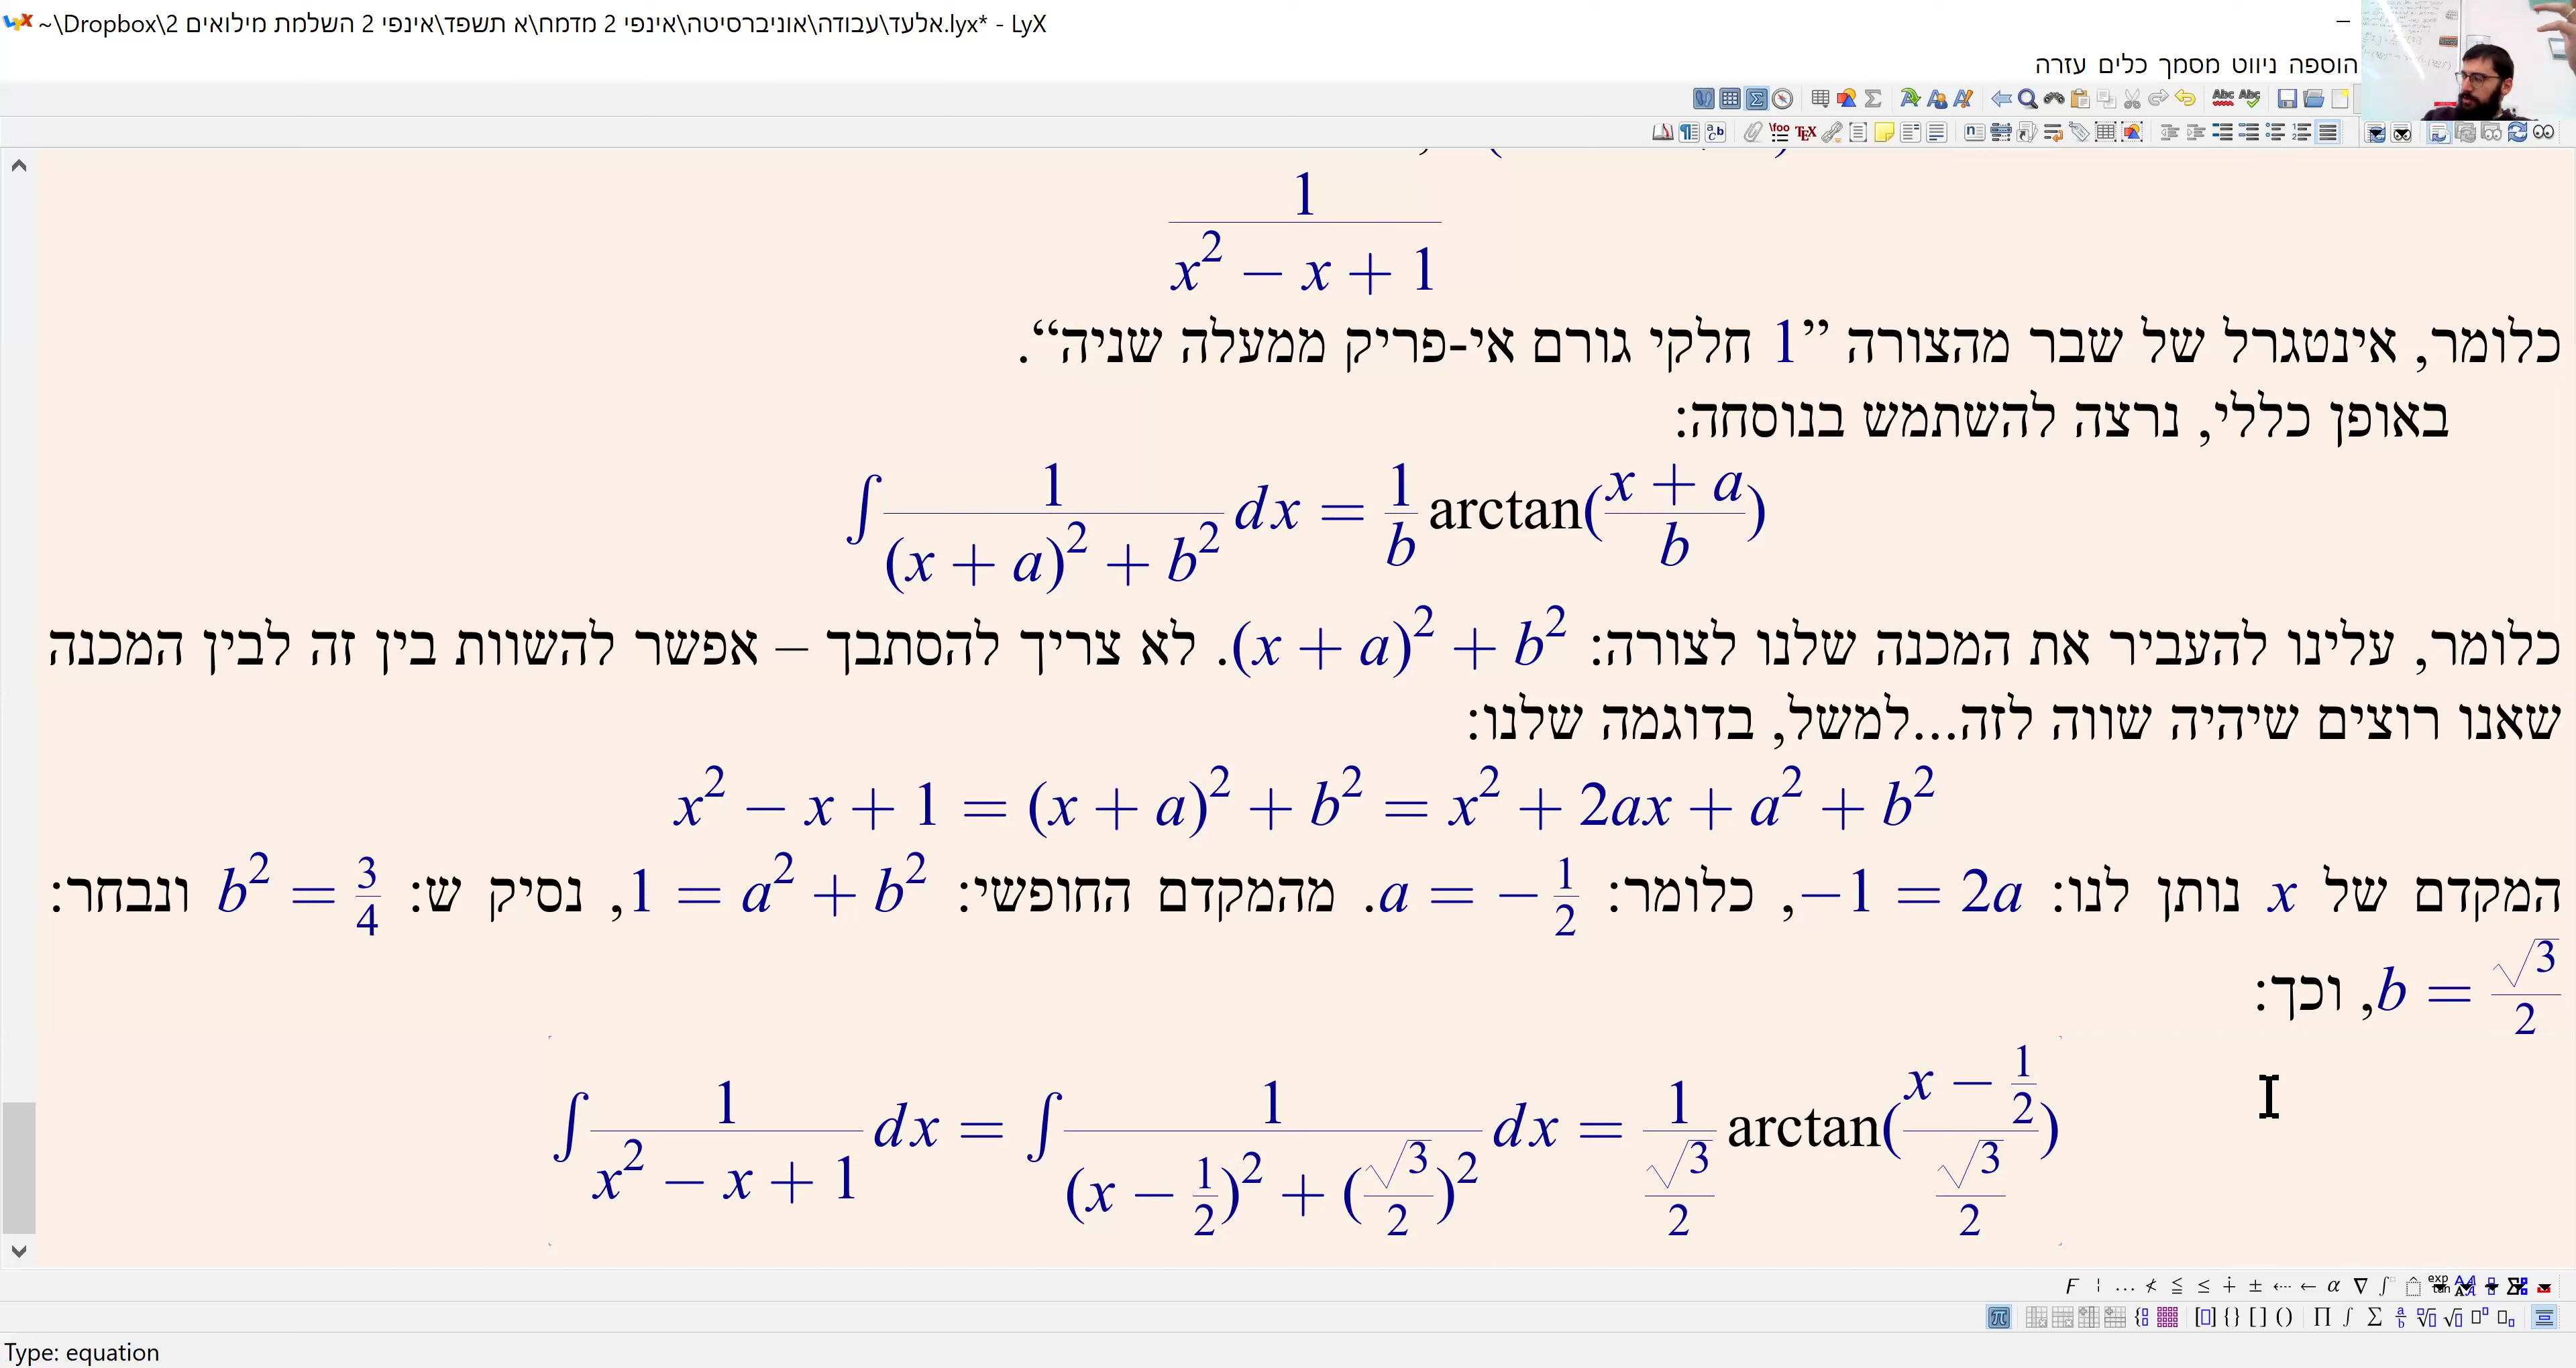 ~\Dropbox\אלעד\עבודה\אוניברסיטה\אינפי 2 מדמח\א תשפד\אינפי 2 השלמת מילואים 2.lyx* - LyX
הוספה ניווט מסמך כלים עזרה
1/(x^2 − x + 1)
כלומר, אינטגרל של שבר מהצורה ”1 חלקי גורם אי-פריק ממעלה שניה“.
באופן כללי, נרצה להשתמש בנוסחה:
∫ 1/((x + a)^2 + b^2) dx = 1/b arctan((x + a)/b)
כלומר, עלינו להעביר את המכנה שלנו לצורה: (x + a)^2 + b^2. לא צריך להסתבך – אפשר להשוות בין זה לבין המכנה
שאנו רוצים שיהיה שווה לזה...למשל, בדוגמה שלנו:
x^2 − x + 1 = (x + a)^2 + b^2 = x^2 + 2ax + a^2 + b^2
המקדם של x נותן לנו: −1 = 2a, כלומר: a = −1/2. מהמקדם החופשי: 1 = a^2 + b^2, נסיק ש: b^2 = 3/4 ונבחר:
b = √3/2, וכך:
∫ 1/(x^2 − x + 1) dx = ∫ 1/((x − 1/2)^2 + (√3/2)^2) dx = 1/(√3/2) arctan((x − 1/2)/(√3/2))
Type: equation